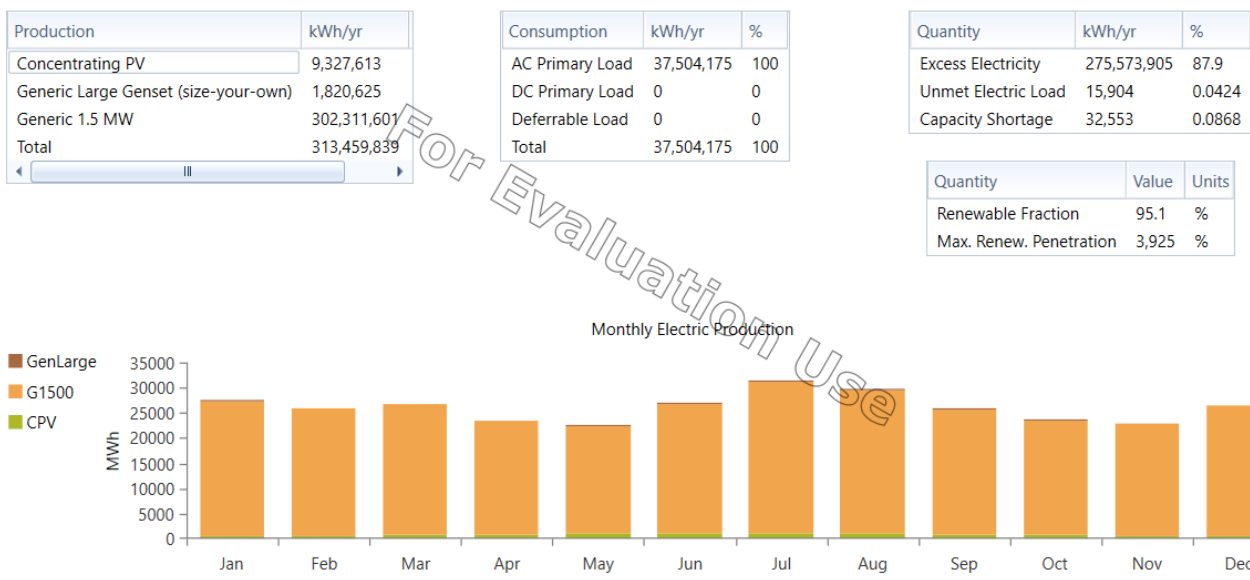 Production kWh/yr
Concentrating PV 9,327,613
Generic Large Genset (size-your-own) 1,820,625
Generic 1.5 MW 302,311,601
Total 313,459,839
Consumption kWh/yr %
AC Primary Load 37,504,175 100
DC Primary Load 0 0
Deferrable Load 0 0
Total 37,504,175 100
Quantity kWh/yr %
Excess Electricity 275,573,905 87.9
Unmet Electric Load 15,904 0.0424
Capacity Shortage 32,553 0.0868
Quantity Value Units
Renewable Fraction 95.1 %
Max. Renew. Penetration 3,925 %
For Evaluation Use
Monthly Electric Production
GenLarge
G1500
CPV
MWh
35000
30000
25000
20000
15000
10000
5000
0
Jan Feb Mar Apr May Jun Jul Aug Sep Oct Nov Dec